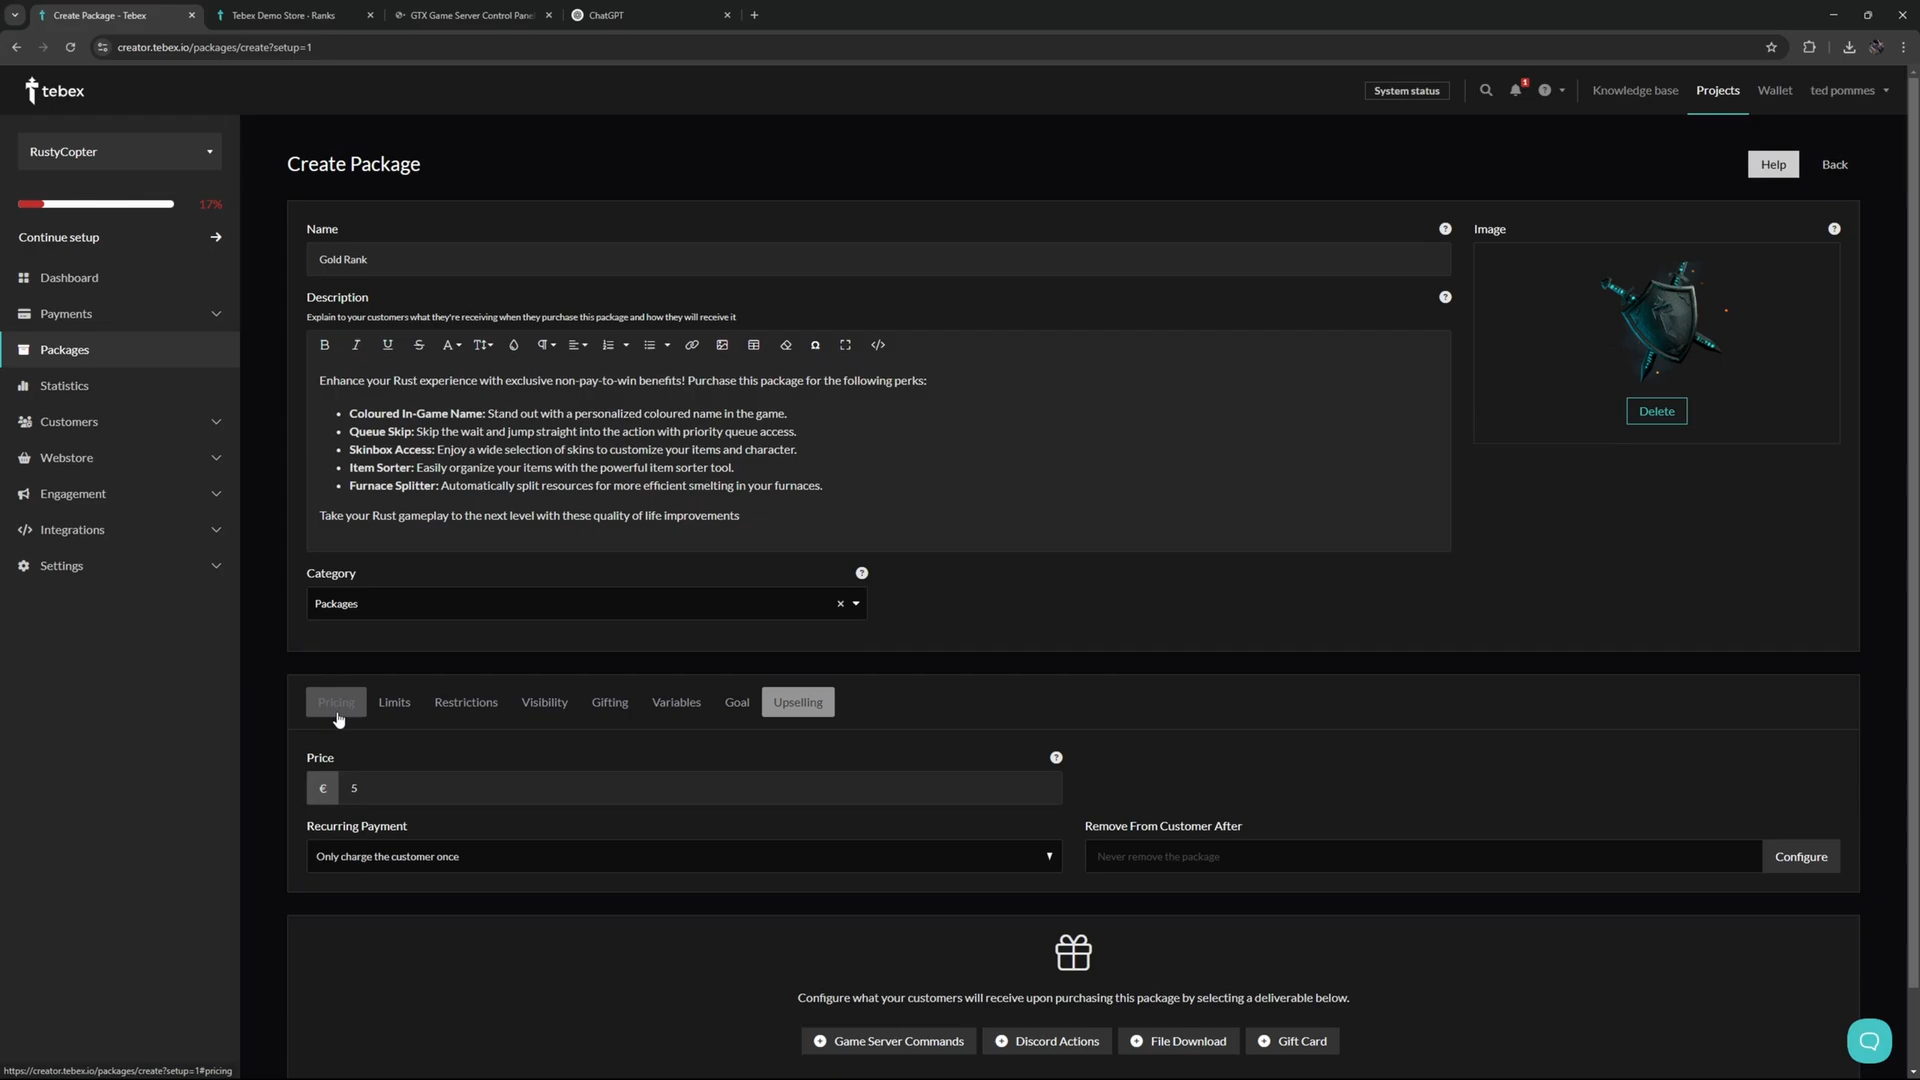 Create Package - Tebex
Tebex Demo Store - Ranks
GTX Game Server Control Pane
ChatGPT
creator.tebex.io/packages/create?setup=1
tebex
System status
1
Knowledge base
Projects
Wallet
ted pommes
RustyCopter
17%
Continue setup
Dashboard
Payments
Packages
Statistics
Customers
Webstore
Engagement
Integrations
Settings
Create Package
Help
Back
Name
Gold Rank
Image
Delete
Description
Explain to your customers what they're receiving when they purchase this package and how they will receive it
Enhance your Rust experience with exclusive non-pay-to-win benefits! Purchase this package for the following perks:
• Coloured In-Game Name: Stand out with a personalized coloured name in the game.
• Queue Skip: Skip the wait and jump straight into the action with priority queue access.
• Skinbox Access: Enjoy a wide selection of skins to customize your items and character.
• Item Sorter: Easily organize your items with the powerful item sorter tool.
• Furnace Splitter: Automatically split resources for more efficient smelting in your furnaces.
Take your Rust gameplay to the next level with these quality of life improvements
Category
Packages
Pricing
Limits
Restrictions
Visibility
Gifting
Variables
Goal
Upselling
Price
€ 5
Recurring Payment
Only charge the customer once
Remove From Customer After
Never remove the package
Configure
Configure what your customers will receive upon purchasing this package by selecting a deliverable below.
Game Server Commands
Discord Actions
File Download
Gift Card
https://creator.tebex.io/packages/create?setup=1#pricing